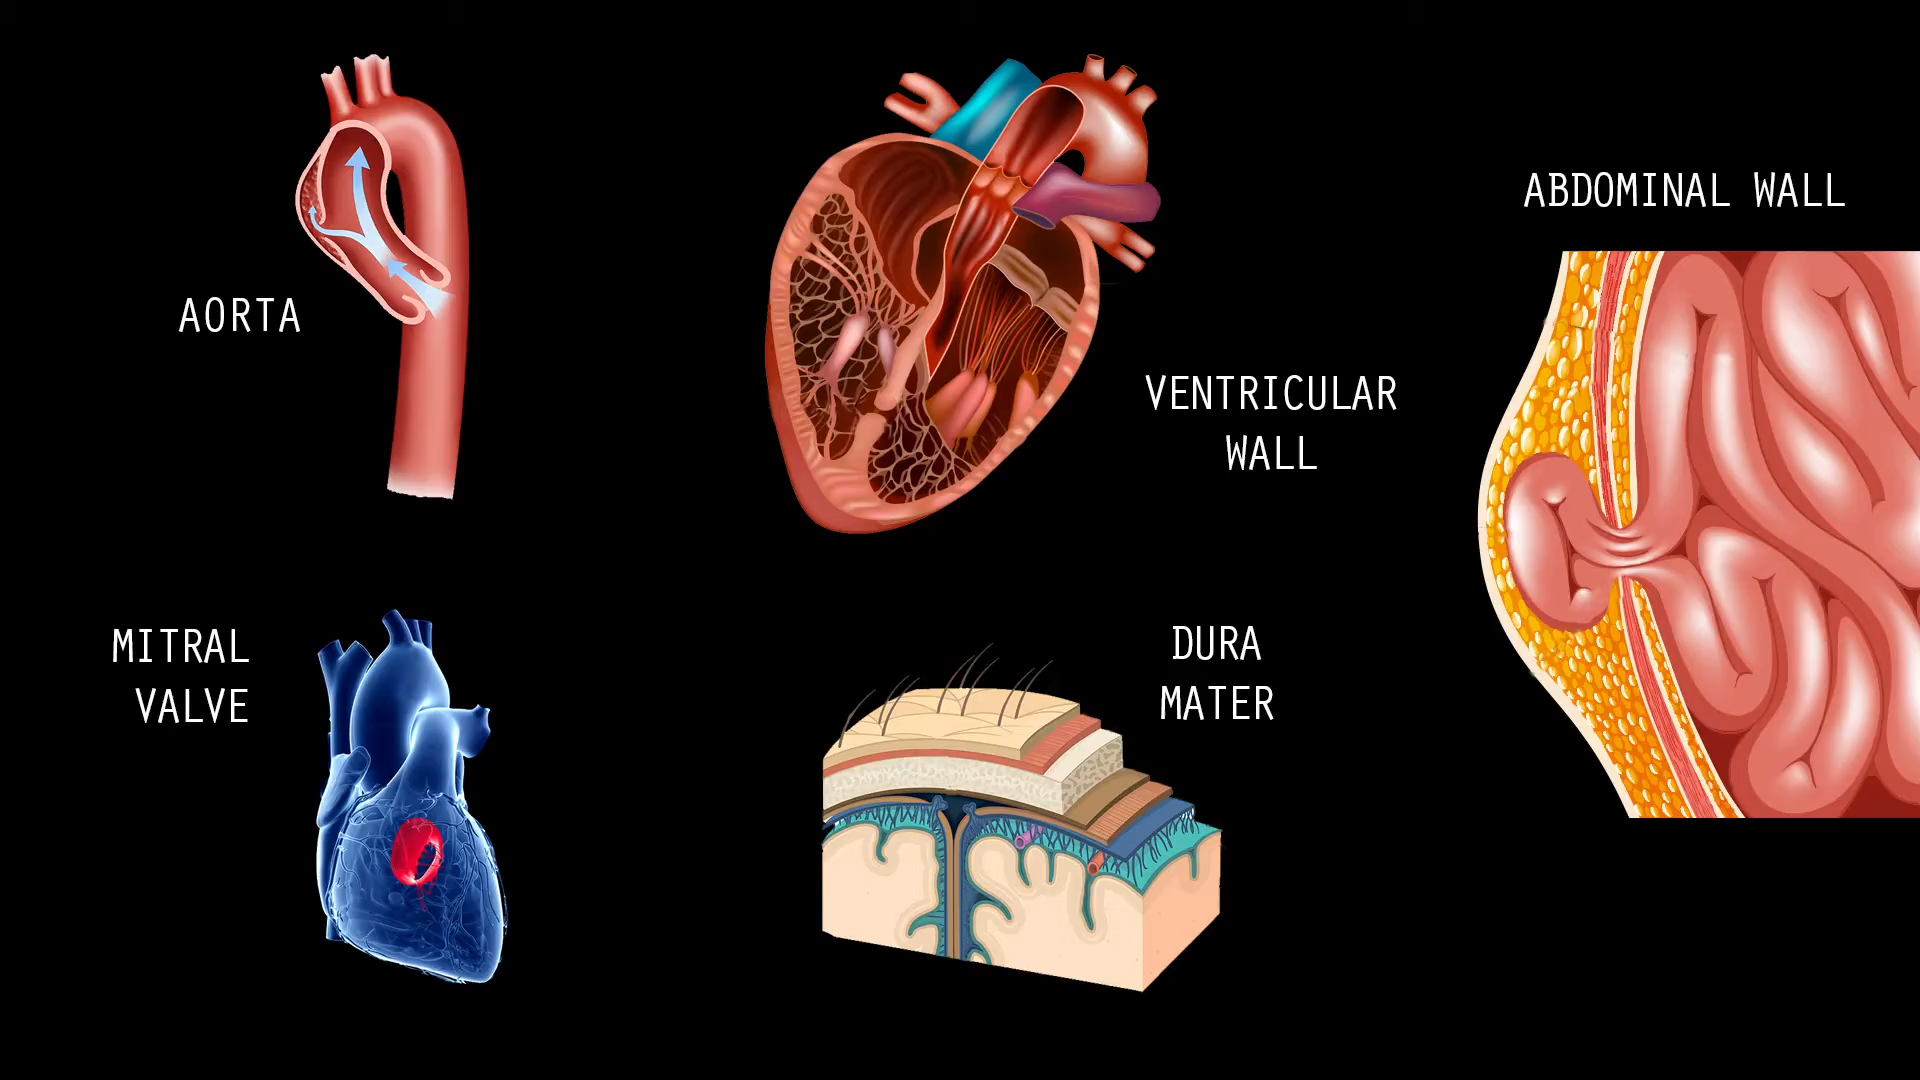 AORTA
VENTRICULAR
WALL
ABDOMINAL WALL
MITRAL
VALVE
DURA
MATER